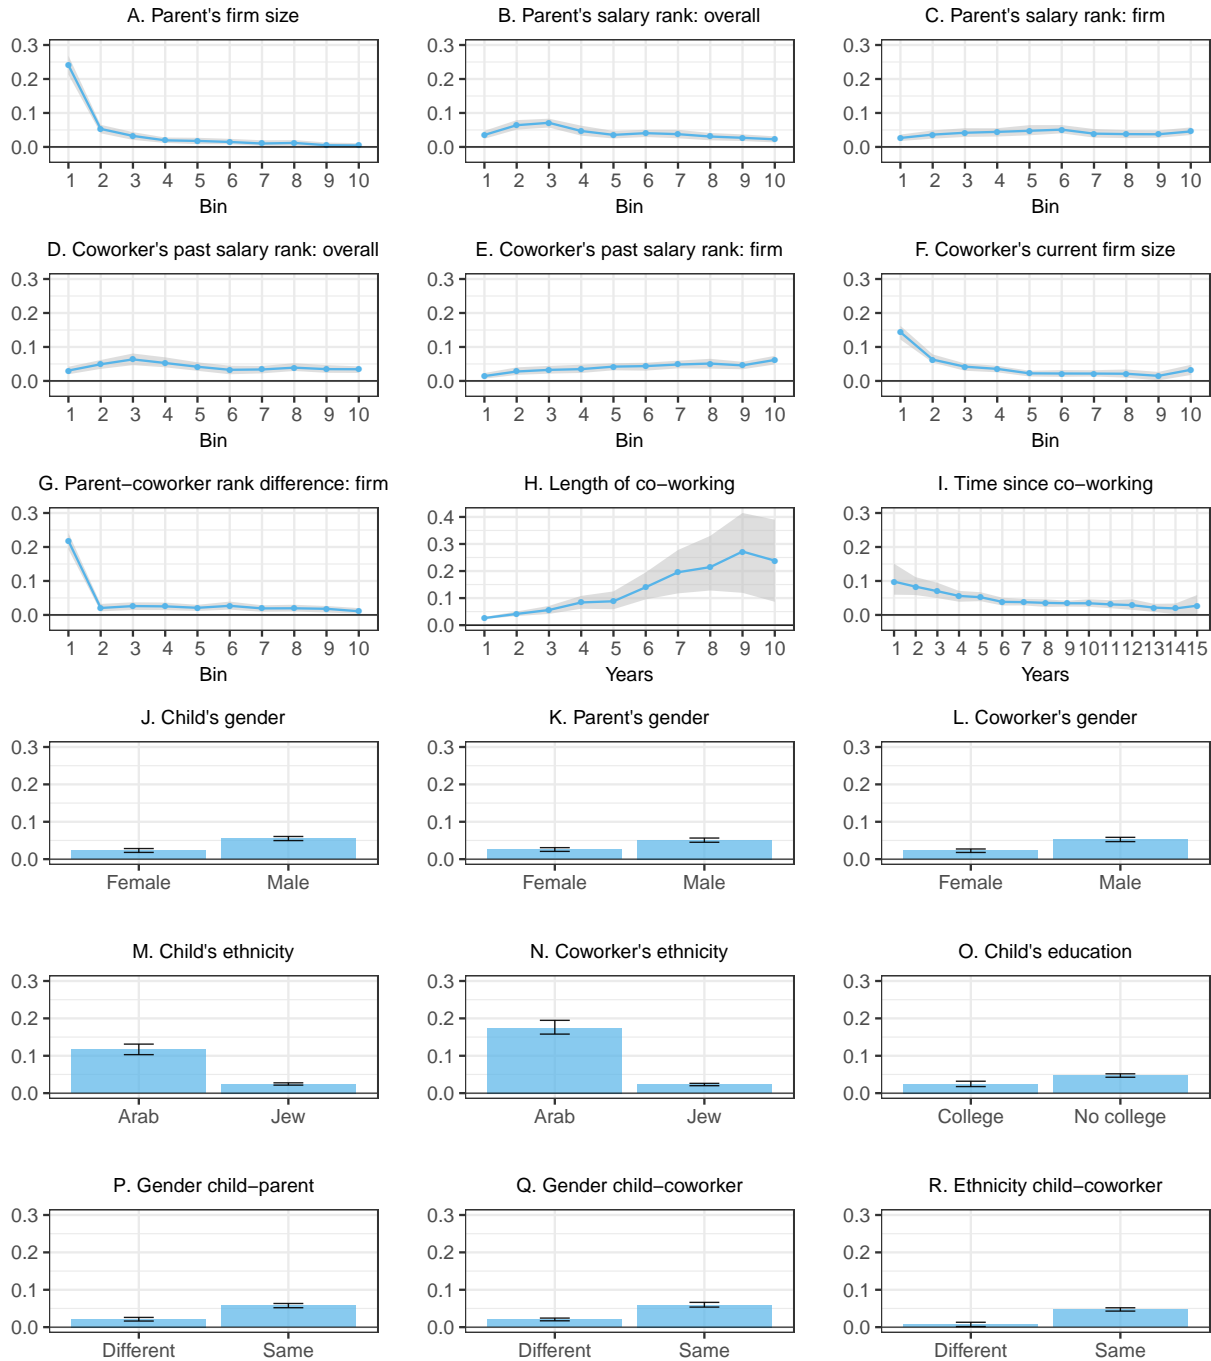 A. Parent's firm size
B. Parent's salary rank: overall
C. Parent's salary rank: firm
0.3
0.2
0.1
0.0
1 2 3 4 5 6 7 8 9 10
Bin
0.3
0.2
0.1
0.0
1 2 3 4 5 6 7 8 9 10
Bin
0.3
0.2
0.1
0.0
1 2 3 4 5 6 7 8 9 10
Bin
D. Coworker's past salary rank: overall
E. Coworker's past salary rank: firm
F. Coworker's current firm size
0.3
0.2
0.1
0.0
1 2 3 4 5 6 7 8 9 10
Bin
0.3
0.2
0.1
0.0
1 2 3 4 5 6 7 8 9 10
Bin
0.3
0.2
0.1
0.0
1 2 3 4 5 6 7 8 9 10
Bin
G. Parent−coworker rank difference: firm
H. Length of co−working
I. Time since co−working
0.3
0.2
0.1
0.0
1 2 3 4 5 6 7 8 9 10
Bin
0.4
0.3
0.2
0.1
0.0
1 2 3 4 5 6 7 8 9 10
Years
0.3
0.2
0.1
0.0
1 2 3 4 5 6 7 8 9 10 11 12 13 14 15
Years
J. Child's gender
K. Parent's gender
L. Coworker's gender
0.3
0.2
0.1
0.0
Female Male
0.3
0.2
0.1
0.0
Female Male
0.3
0.2
0.1
0.0
Female Male
M. Child's ethnicity
N. Coworker's ethnicity
O. Child's education
0.3
0.2
0.1
0.0
Arab Jew
0.3
0.2
0.1
0.0
Arab Jew
0.3
0.2
0.1
0.0
College No college
P. Gender child−parent
Q. Gender child−coworker
R. Ethnicity child−coworker
0.3
0.2
0.1
0.0
Different Same
0.3
0.2
0.1
0.0
Different Same
0.3
0.2
0.1
0.0
Different Same